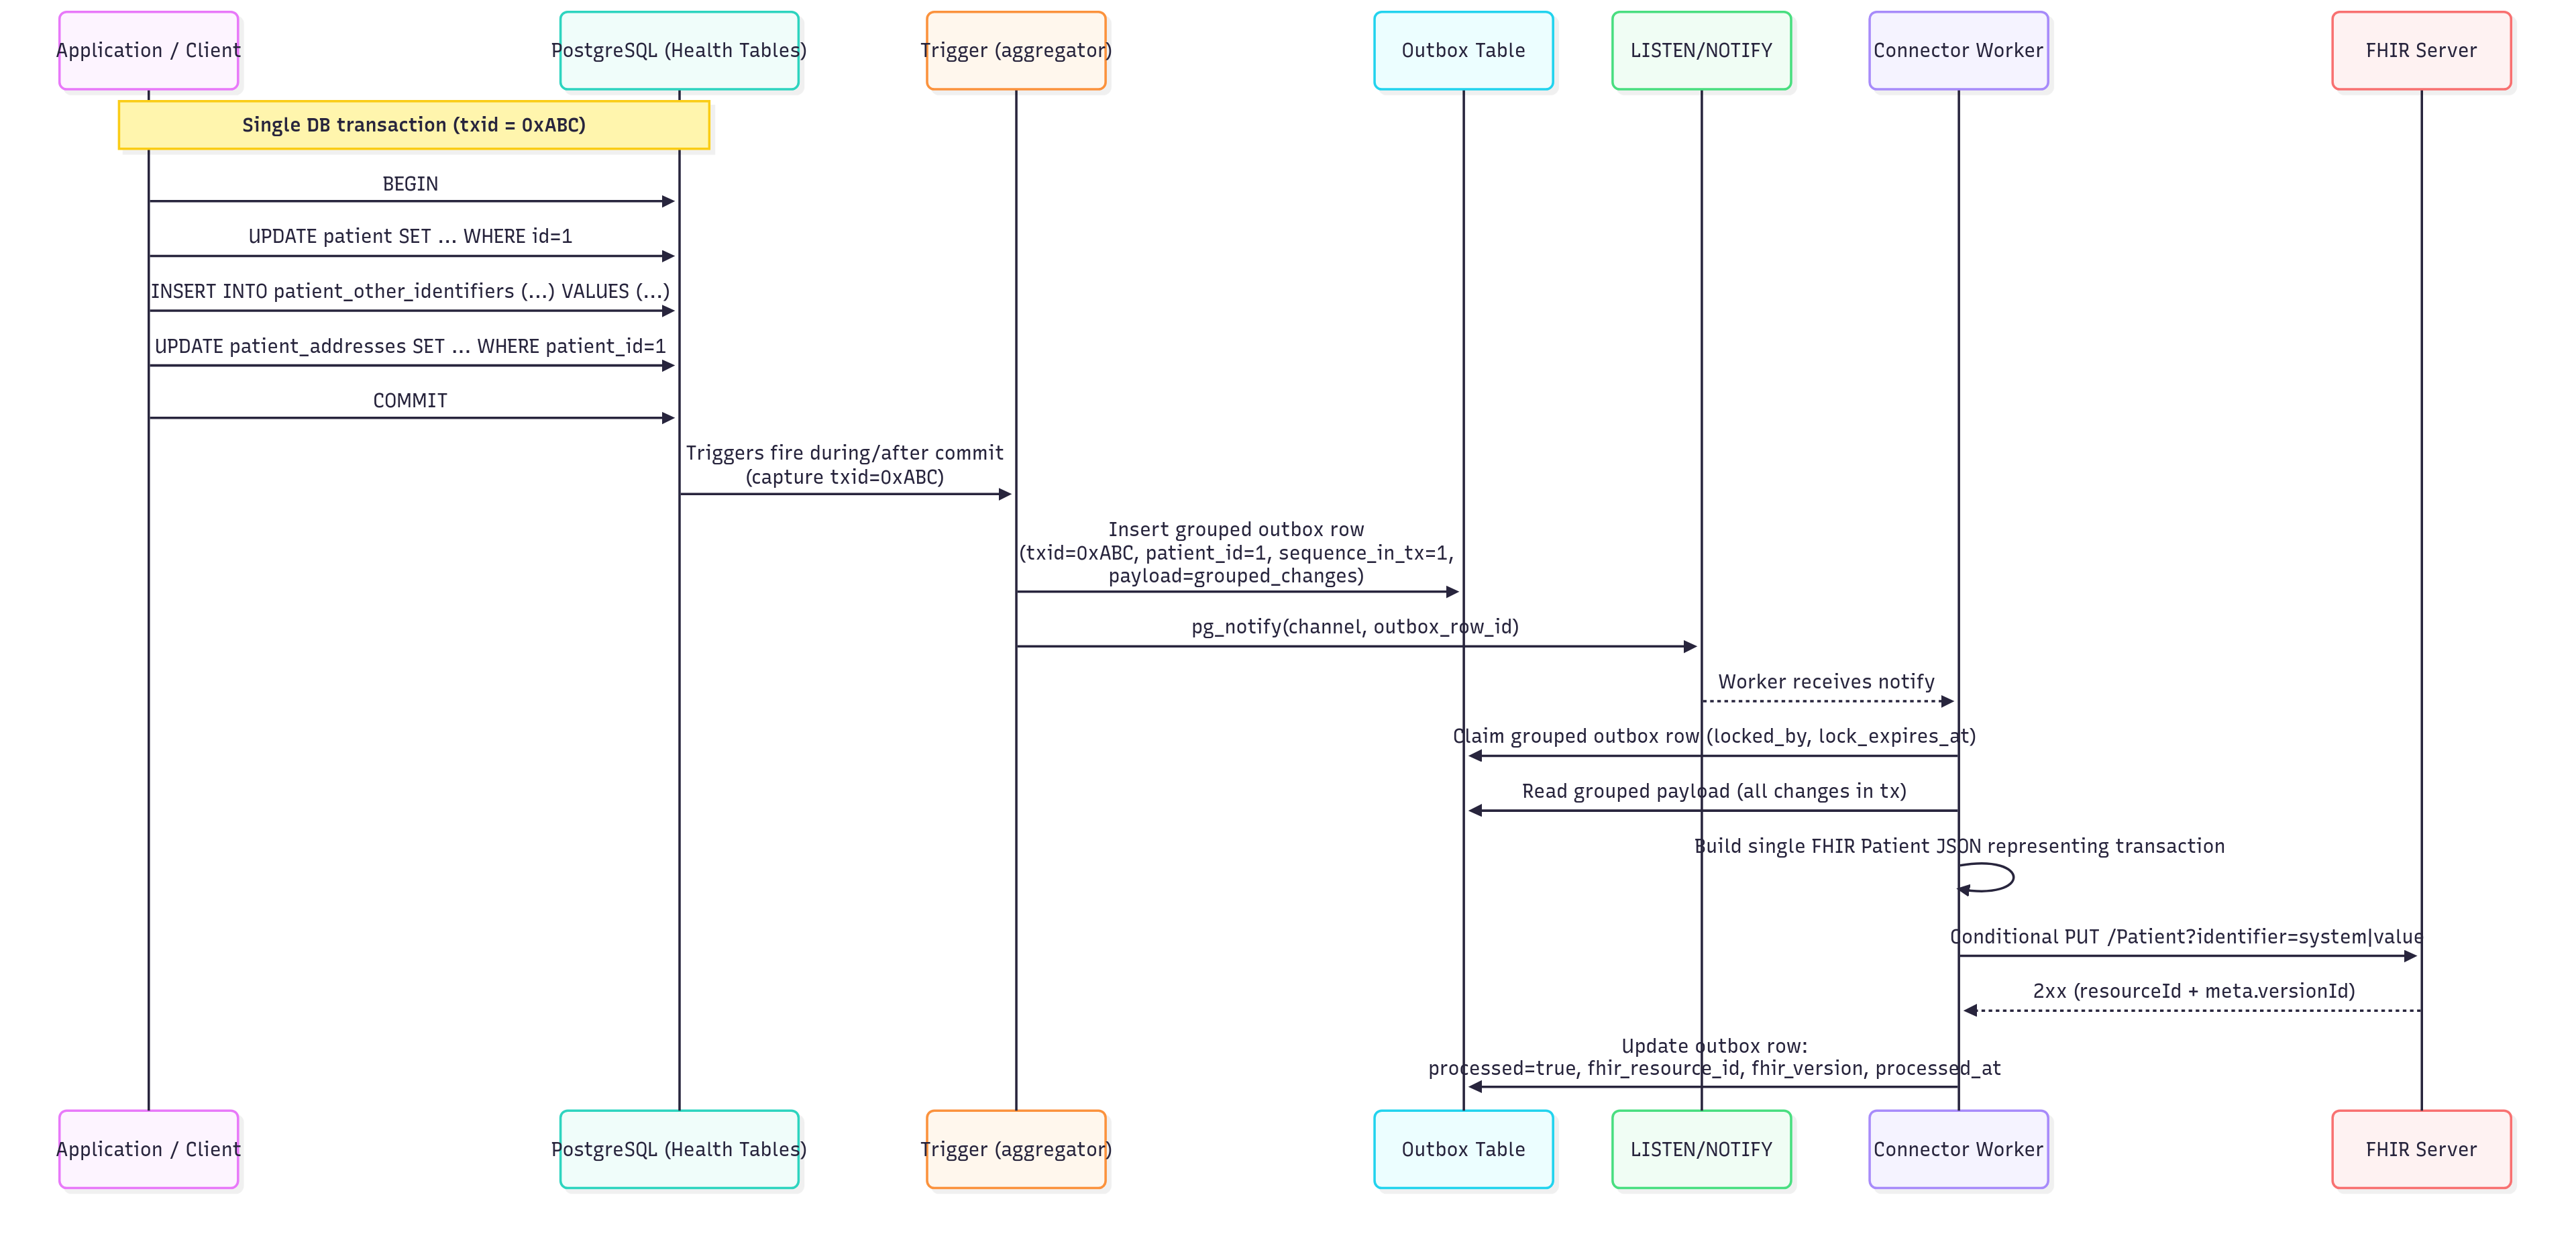 Application / Client
PostgreSQL (Health Tables)
Trigger (aggregator)
Outbox Table
LISTEN/NOTIFY
Connector Worker
FHIR Server
Single DB transaction (txid = 0xABC)
BEGIN
UPDATE patient SET ... WHERE id=1
INSERT INTO patient_other_identifiers (...) VALUES (...)
UPDATE patient_addresses SET ... WHERE patient_id=1
COMMIT
Triggers fire during/after commit
(capture txid=0xABC)
Insert grouped outbox row
(txid=0xABC, patient_id=1, sequence_in_tx=1,
payload=grouped_changes)
pg_notify(channel, outbox_row_id)
Worker receives notify
Claim grouped outbox row (locked_by, lock_expires_at)
Read grouped payload (all changes in tx)
Build single FHIR Patient JSON representing transaction
Conditional PUT /Patient?identifier=system|value
2xx (resourceId + meta.versionId)
Update outbox row:
processed=true, fhir_resource_id, fhir_version, processed_at
Application / Client
PostgreSQL (Health Tables)
Trigger (aggregator)
Outbox Table
LISTEN/NOTIFY
Connector Worker
FHIR Server